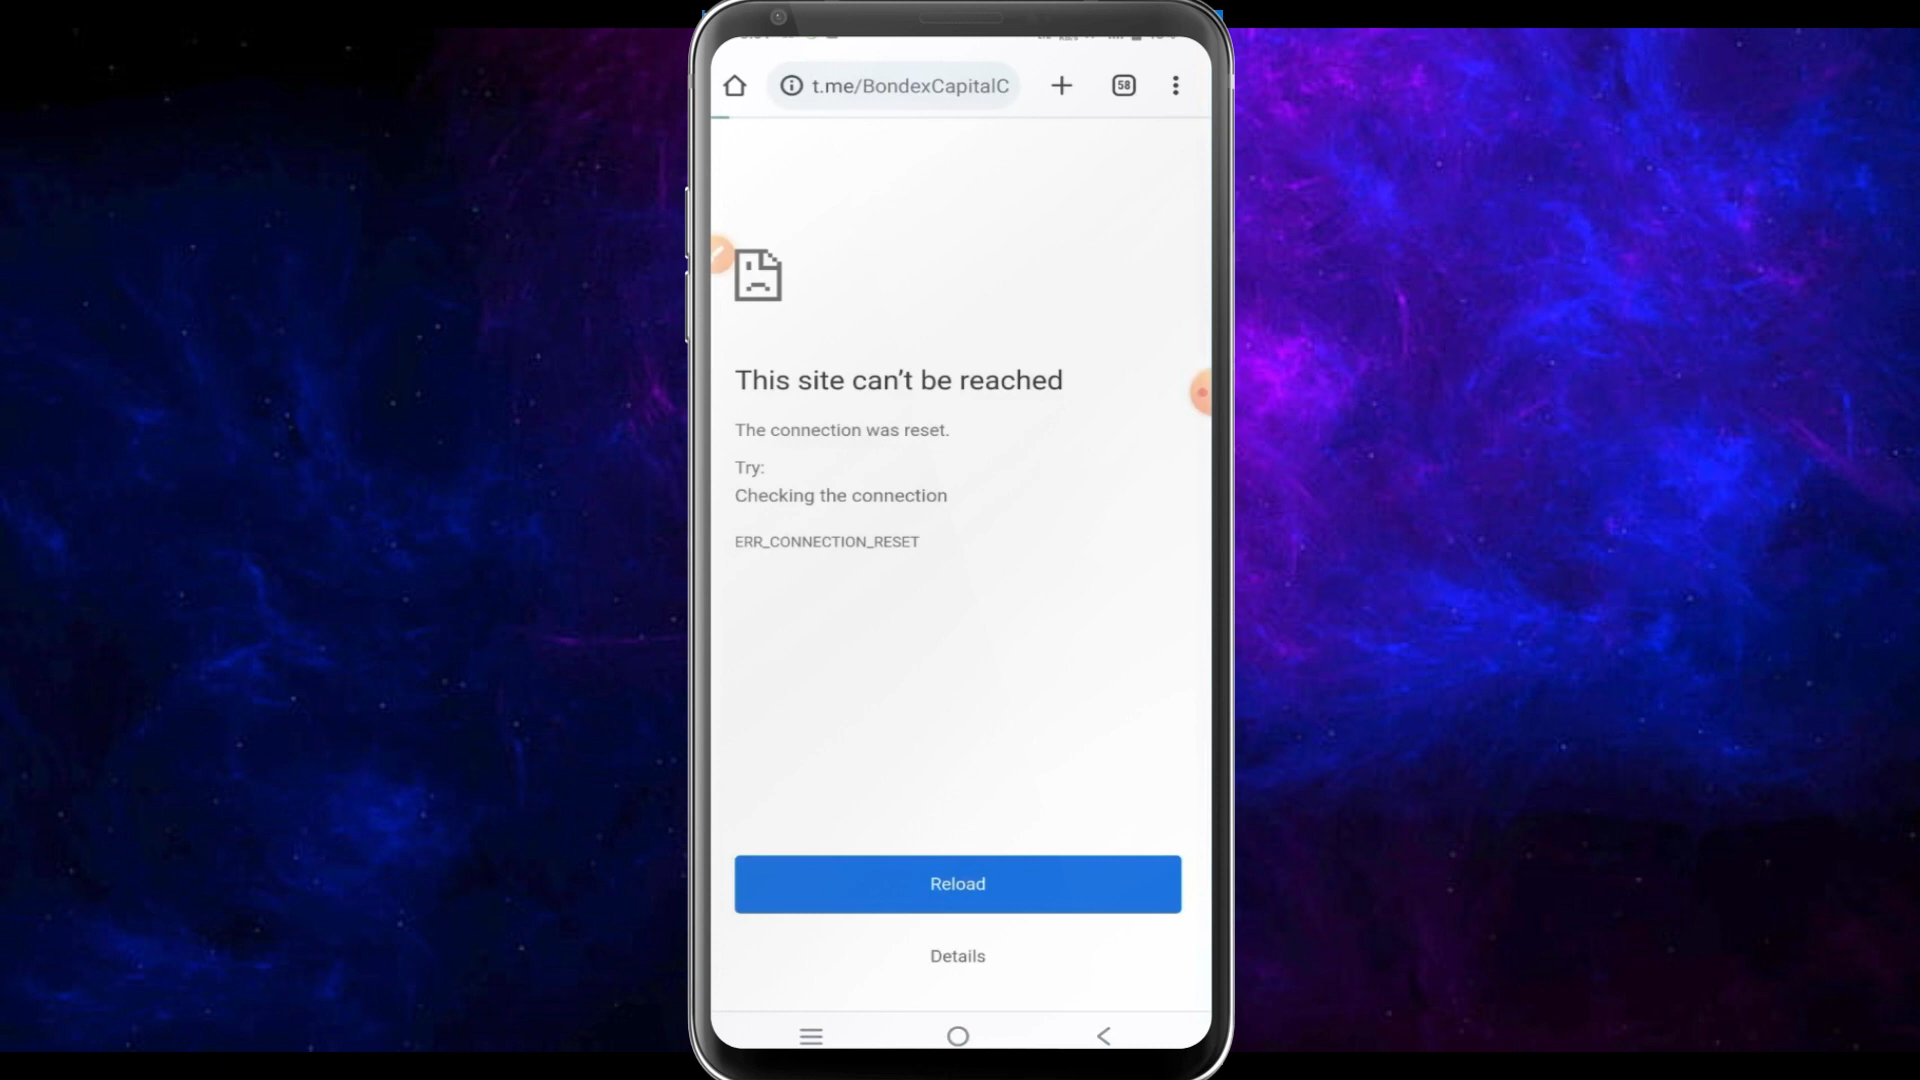 t.me/BondexCapitalC
58
This site can’t be reached
The connection was reset.
Try:
Checking the connection
ERR_CONNECTION_RESET
Reload
Details